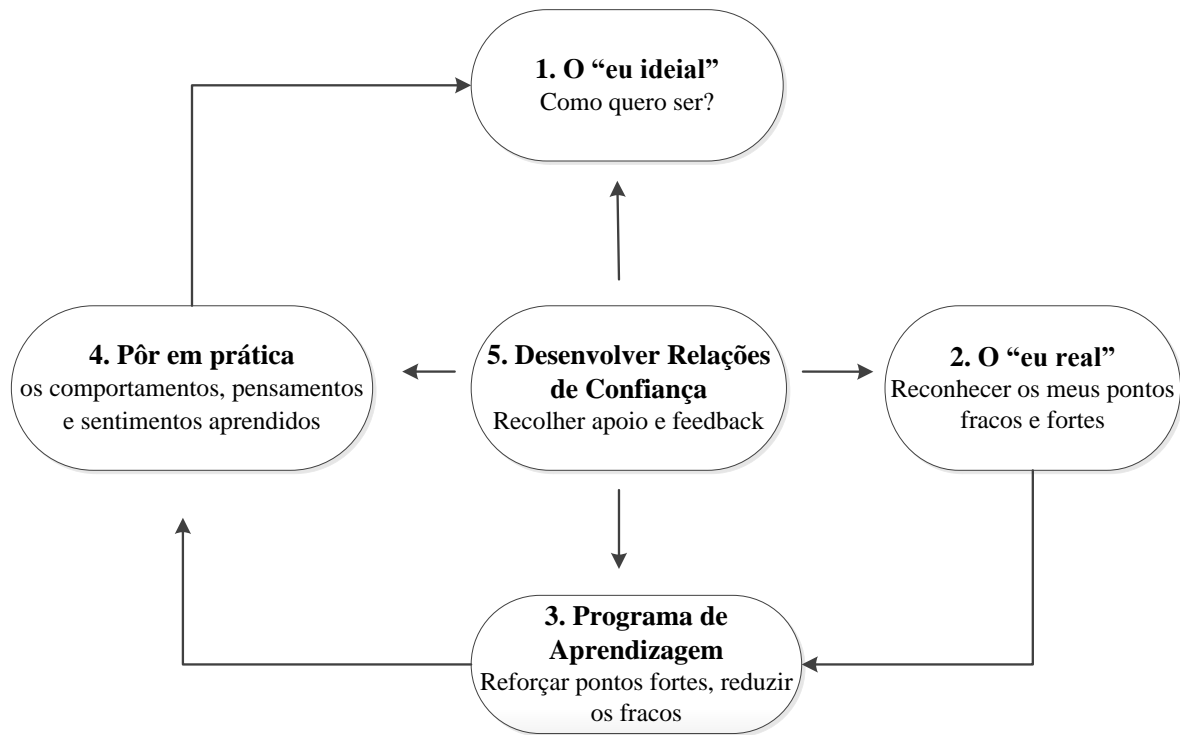 1. O “eu ideial”
Como quero ser?
4. Pôr em prática
os comportamentos, pensamentos
e sentimentos aprendidos
5. Desenvolver Relações
de Confiança
Recolher apoio e feedback
2. O “eu real”
Reconhecer os meus pontos
fracos e fortes
3. Programa de
Aprendizagem
Reforçar pontos fortes, reduzir
os fracos